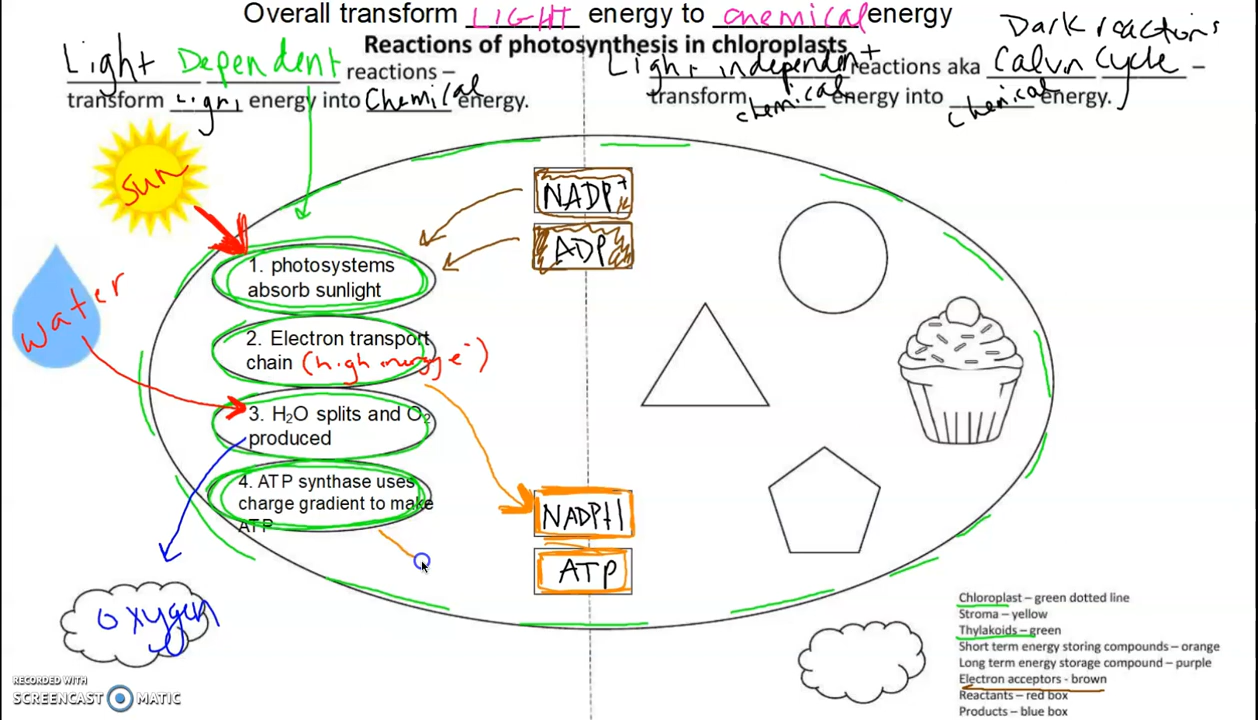 Overall transform LIGHT energy to chemical energy
Reactions of photosynthesis in chloroplasts
Dark reactions
Light Dependent reactions –
transform Light energy into Chemical energy.
Light independent reactions aka Calvin Cycle –
transform chemical energy into chemical energy.
sun
water
1. photosystems
absorb sunlight
2. Electron transport
chain (high energy e-)
3. H₂O splits and O₂
produced
4. ATP synthase uses
charge gradient to make
ATP
NADP+
ADP
NADPH
ATP
oxygen
Chloroplast – green dotted line
Stroma – yellow
Thylakoids – green
Short term energy storing compounds – orange
Long term energy storage compound – purple
Electron acceptors - brown
Reactants – red box
Products – blue box
RECORDED WITH
SCREENCAST MATIC